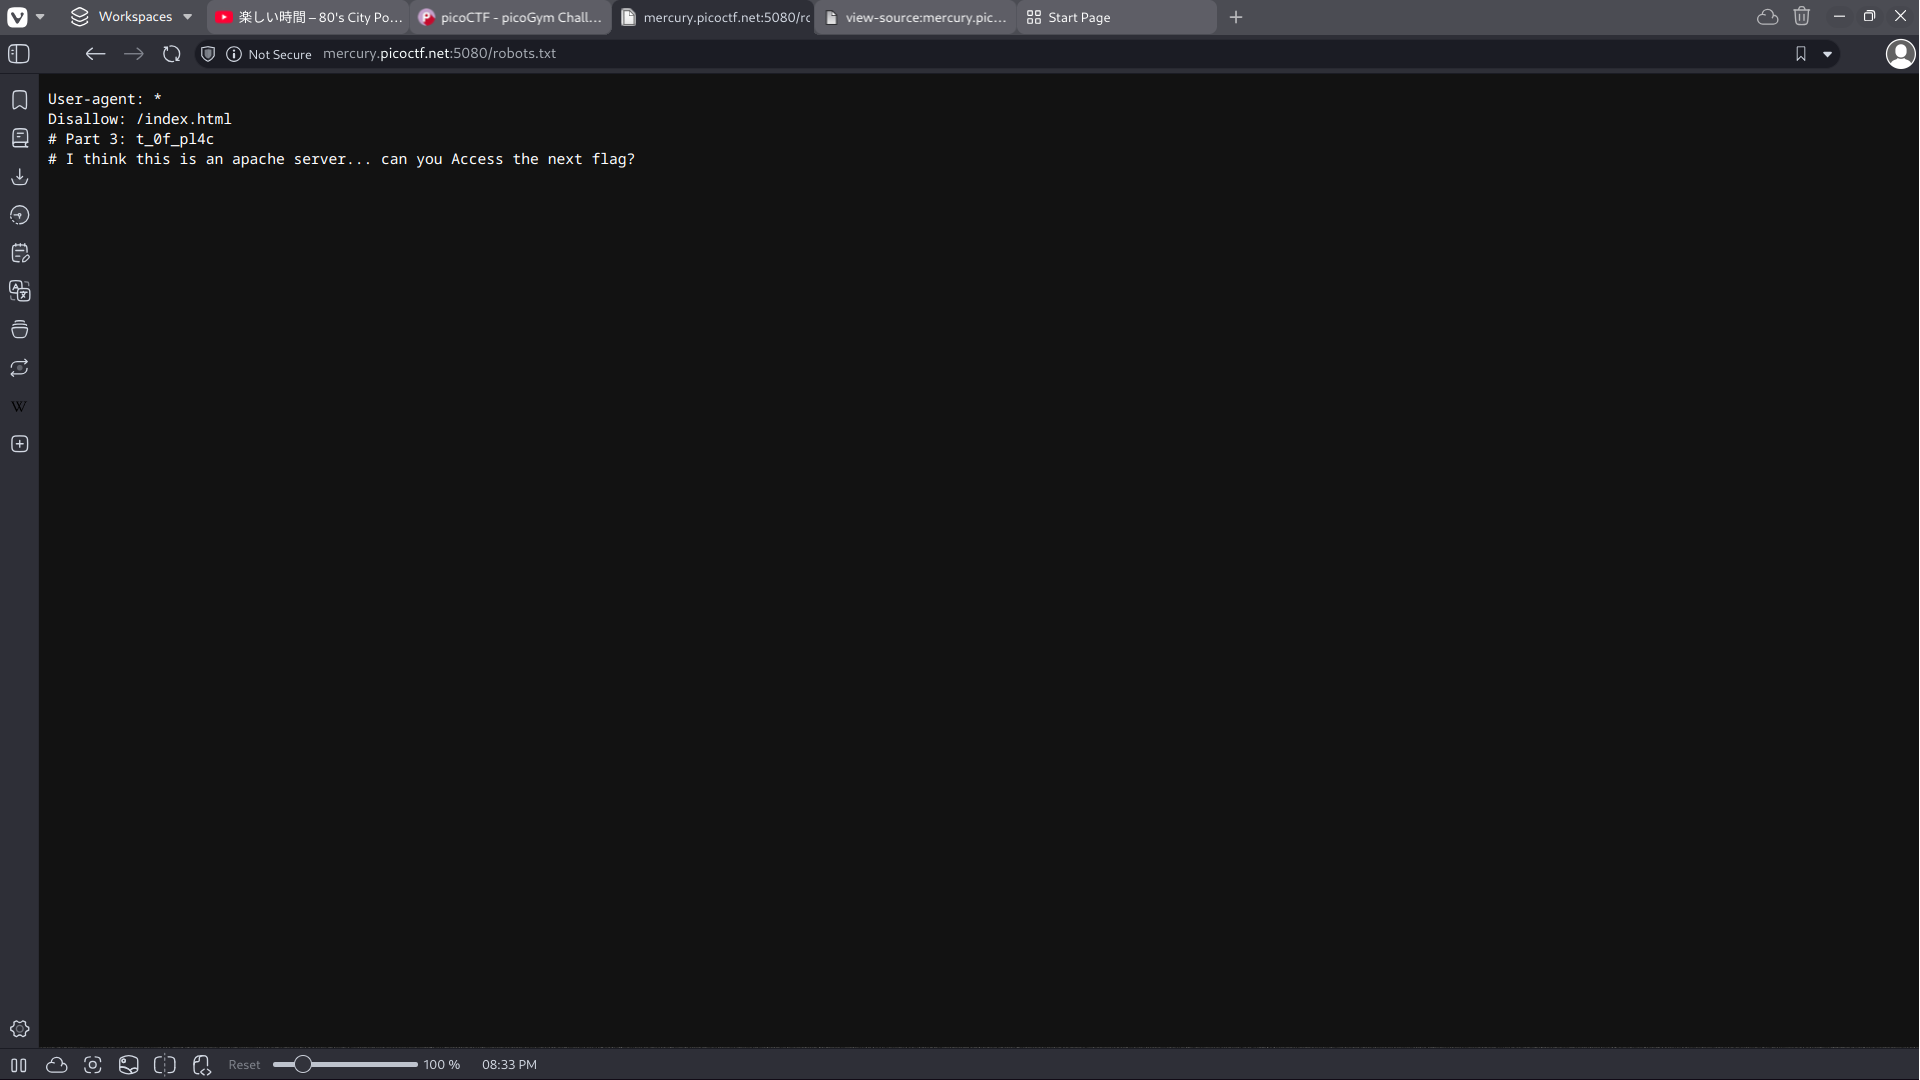 Workspaces
楽しい時間 – 80's City Po...
picoCTF - picoGym Chall...
mercury.picoctf.net:5080/rc
view-source:mercury.pic...
Start Page
Not Secure
mercury.picoctf.net:5080/robots.txt
User-agent: *
Disallow: /index.html
# Part 3: t_0f_pl4c
# I think this is an apache server... can you Access the next flag?
W
Reset
100 %
08:33 PM